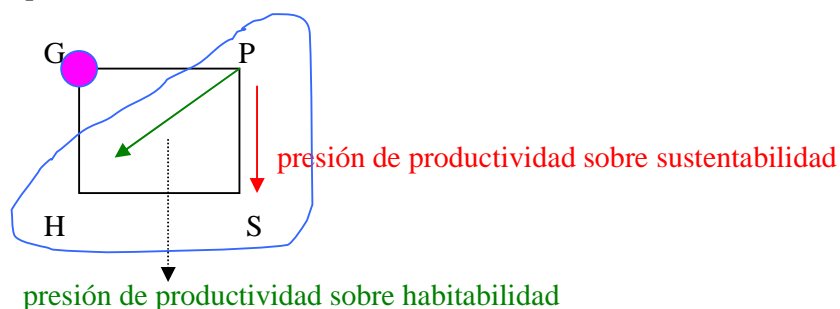 G P
presión de productividad sobre sustentabilidad
H S
presión de productividad sobre habitabilidad